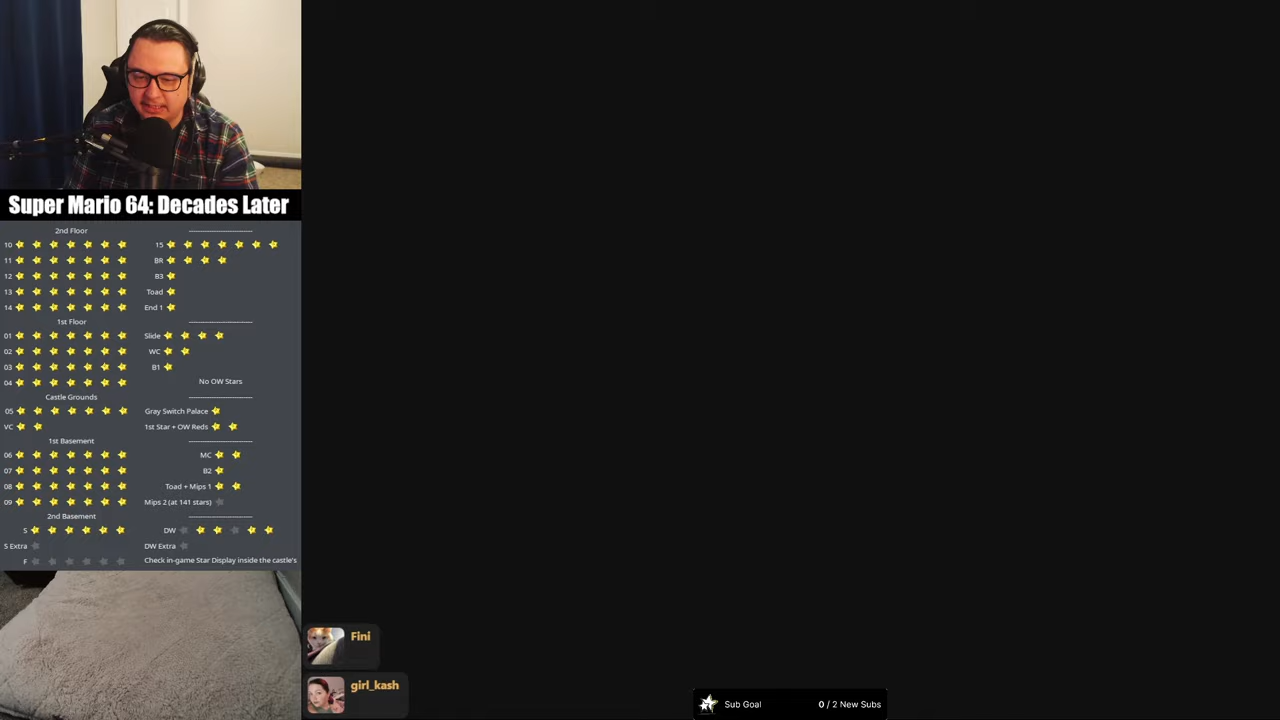 Super Mario 64: Decades Later
2nd Floor
10
11
12
13
14
15
BR
B3
Toad
End 1
1st Floor
01
02
03
04
Slide
WC
B1
No OW Stars
Castle Grounds
05
VC
Gray Switch Palace
1st Star + OW Reds
1st Basement
06
07
08
09
MC
B2
Toad + Mips 1
Mips 2 (at 141 stars)
2nd Basement
S
S Extra
F
DW
DW Extra
Check in-game Star Display inside the castle's
Fini
girl_kash
Sub Goal
0 / 2 New Subs